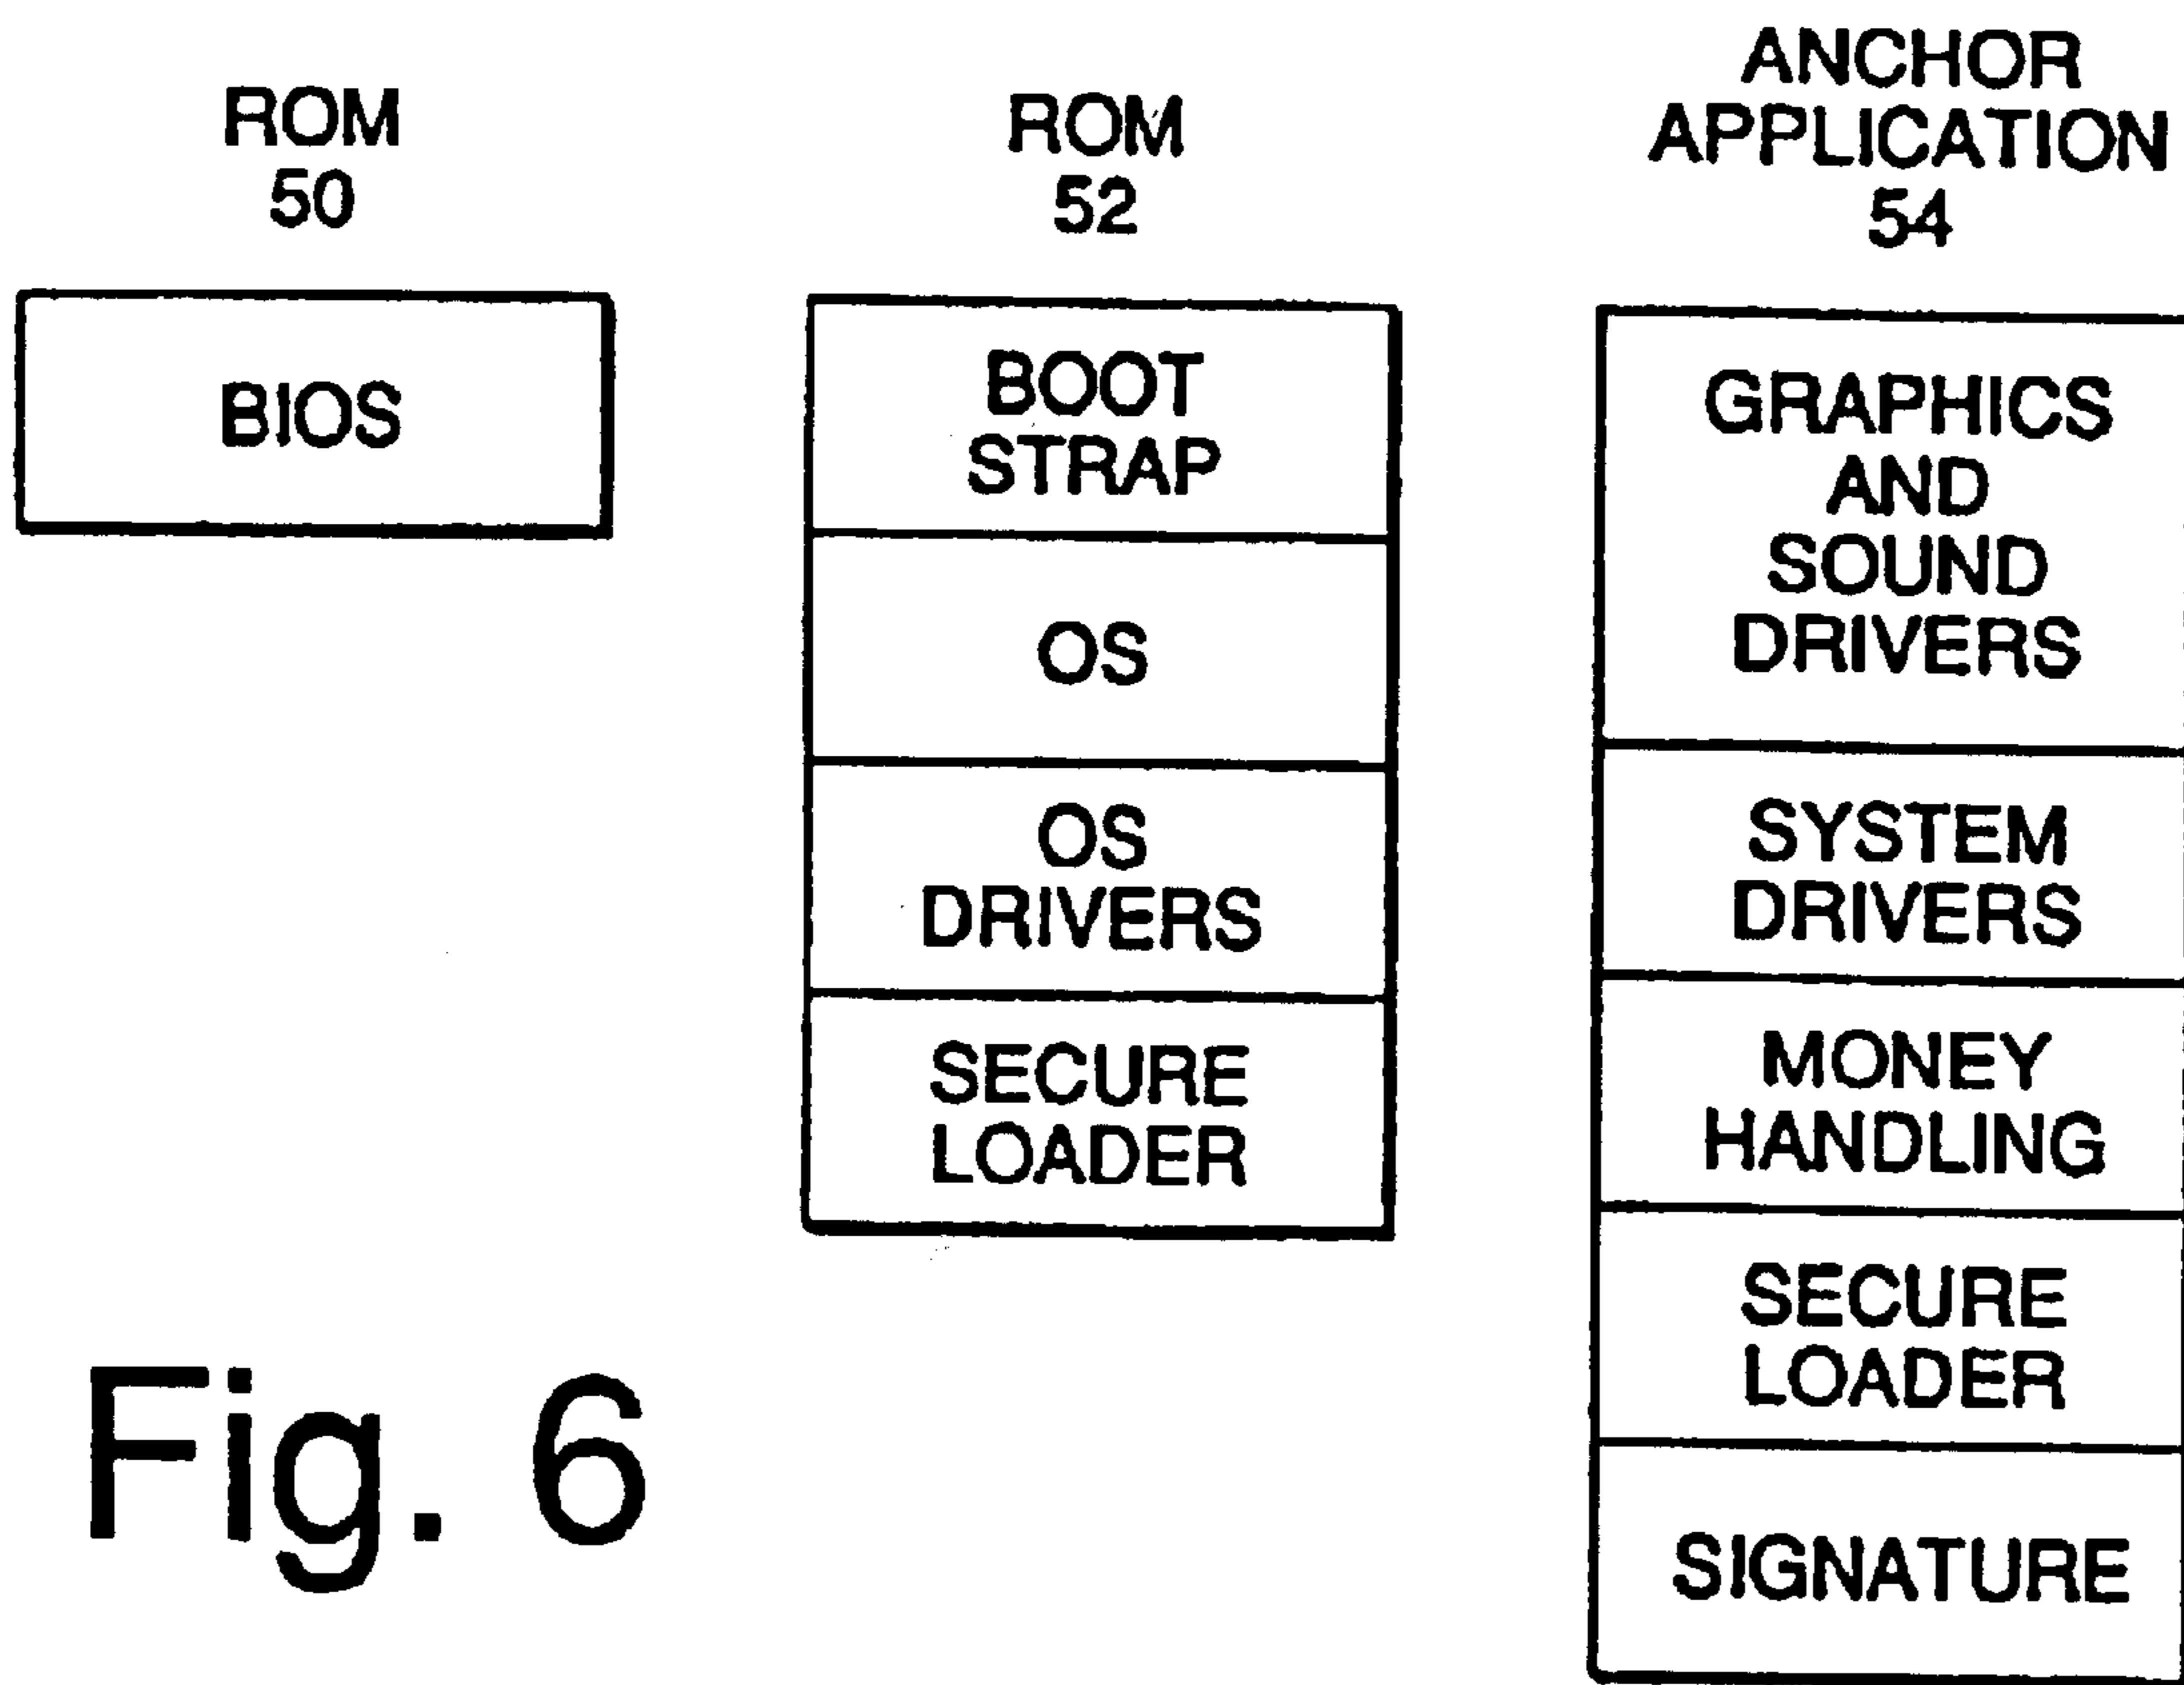 ROM
50
BIOS
ROM
52
BOOT
STRAP
OS
OS
DRIVERS
SECURE
LOADER
ANCHOR
APPLICATION
54
GRAPHICS
AND
SOUND
DRIVERS
SYSTEM
DRIVERS
MONEY
HANDLING
SECURE
LOADER
SIGNATURE
Fig. 6